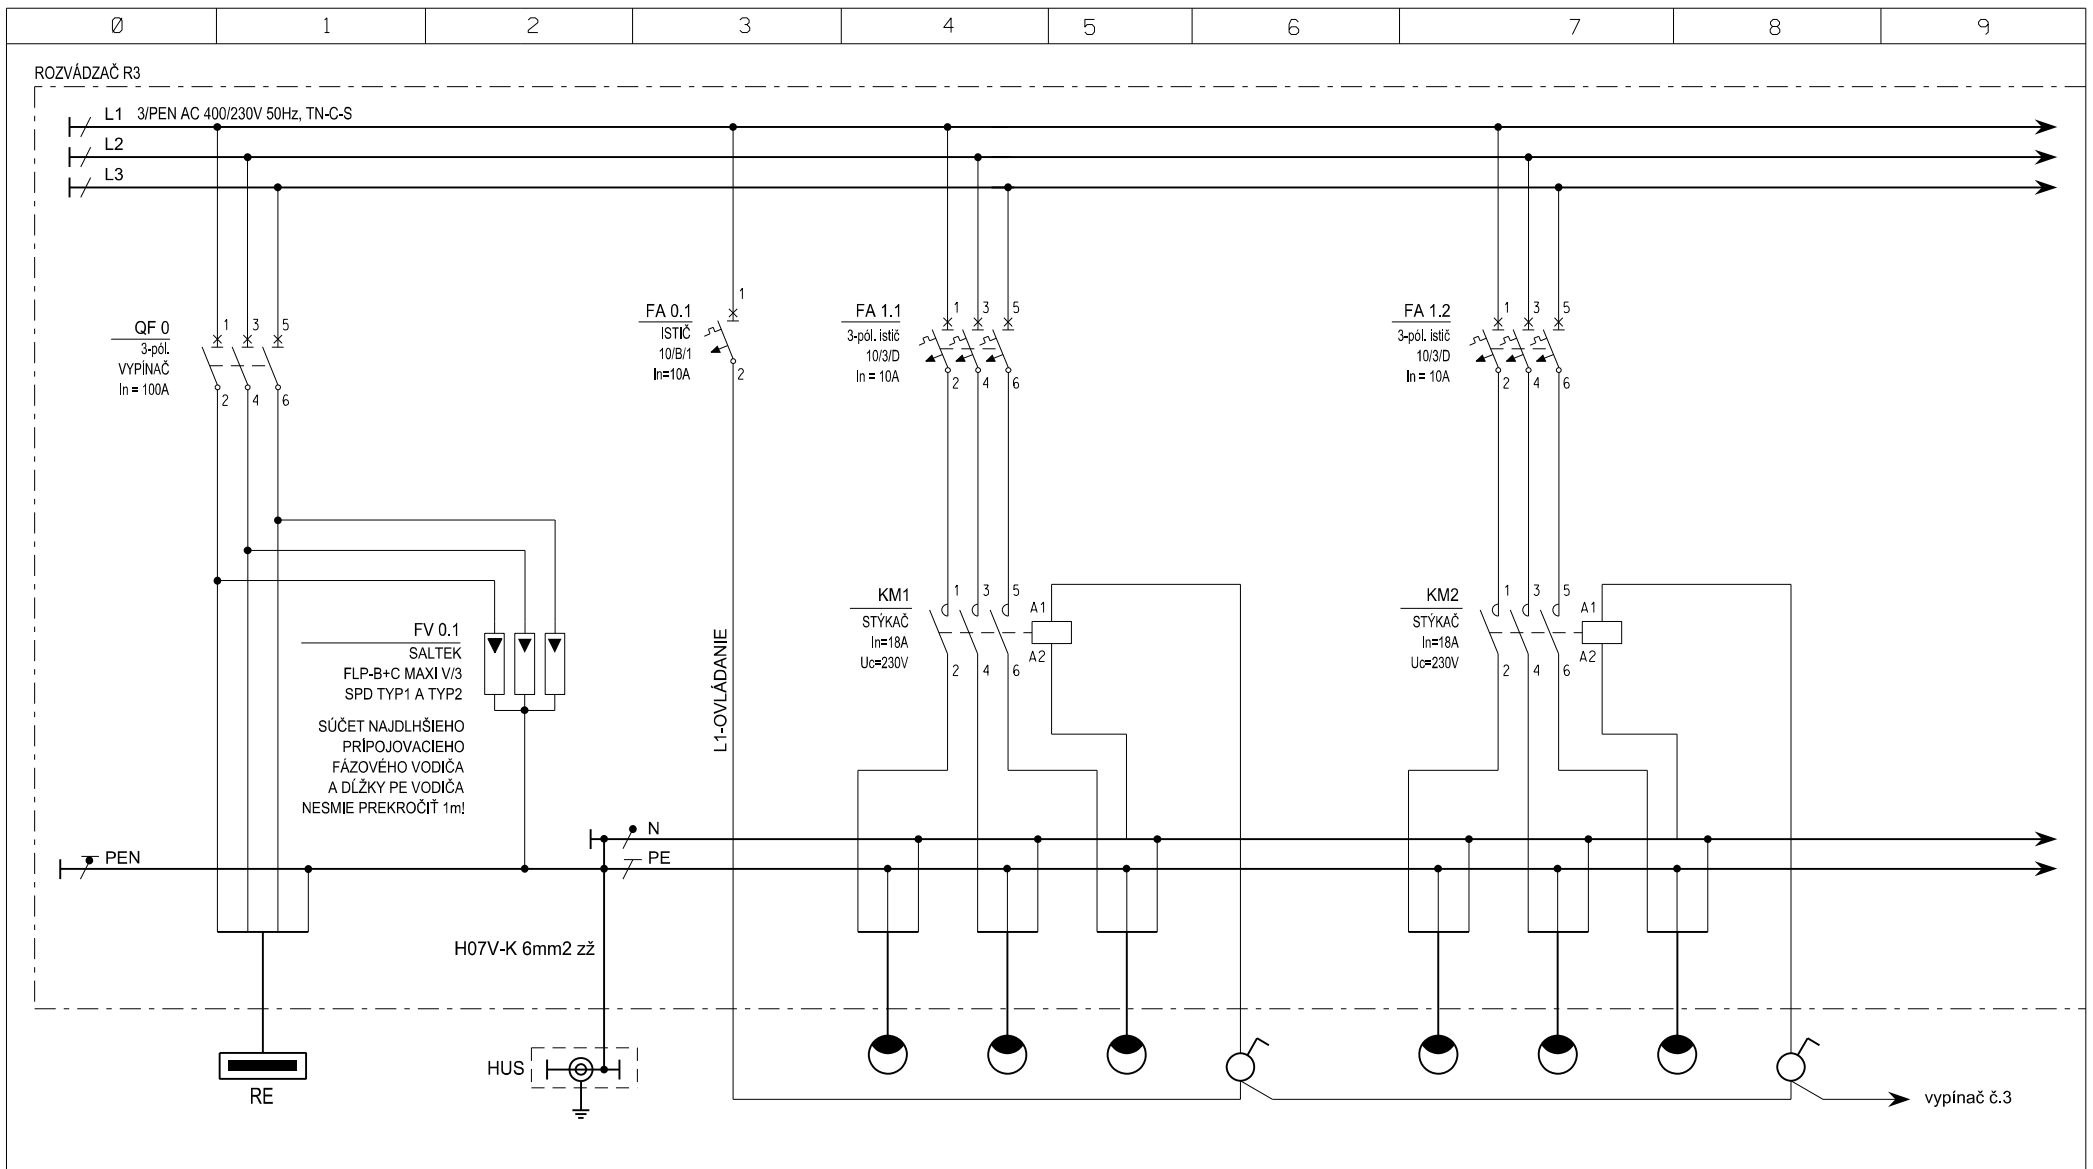 Ø 1 2 3 4 5 6 7 8 9
ROZVÁDZAČ R3
L1 3/PEN AC 400/230V 50Hz, TN-C-S
L2
L3
QF 0
3-pól.
VYPÍNAČ
In = 100A
1 3 5
2 4 6
FA 0.1
ISTIČ
10/B/1
In=10A
1
2
FA 1.1
3-pól. istič
10/3/D
In = 10A
1 3 5
2 4 6
FA 1.2
3-pól. istič
10/3/D
In = 10A
1 3 5
2 4 6
FV 0.1
SALTEK
FLP-B+C MAXI V/3
SPD TYP1 A TYP2
SÚČET NAJDLHŠIEHO
PRÍPOJOVACIEHO
FÁZOVÉHO VODIČA
A DĹŽKY PE VODIČA
NESMIE PREKROČIŤ 1m!
L1-OVLÁDANIE
KM1
STÝKAČ
In=18A
Uc=230V
1 3 5
2 4 6
A1
A2
KM2
STÝKAČ
In=18A
Uc=230V
1 3 5
2 4 6
A1
A2
N
PEN
PE
H07V-K 6mm2 zž
RE
HUS
vypínač č.3